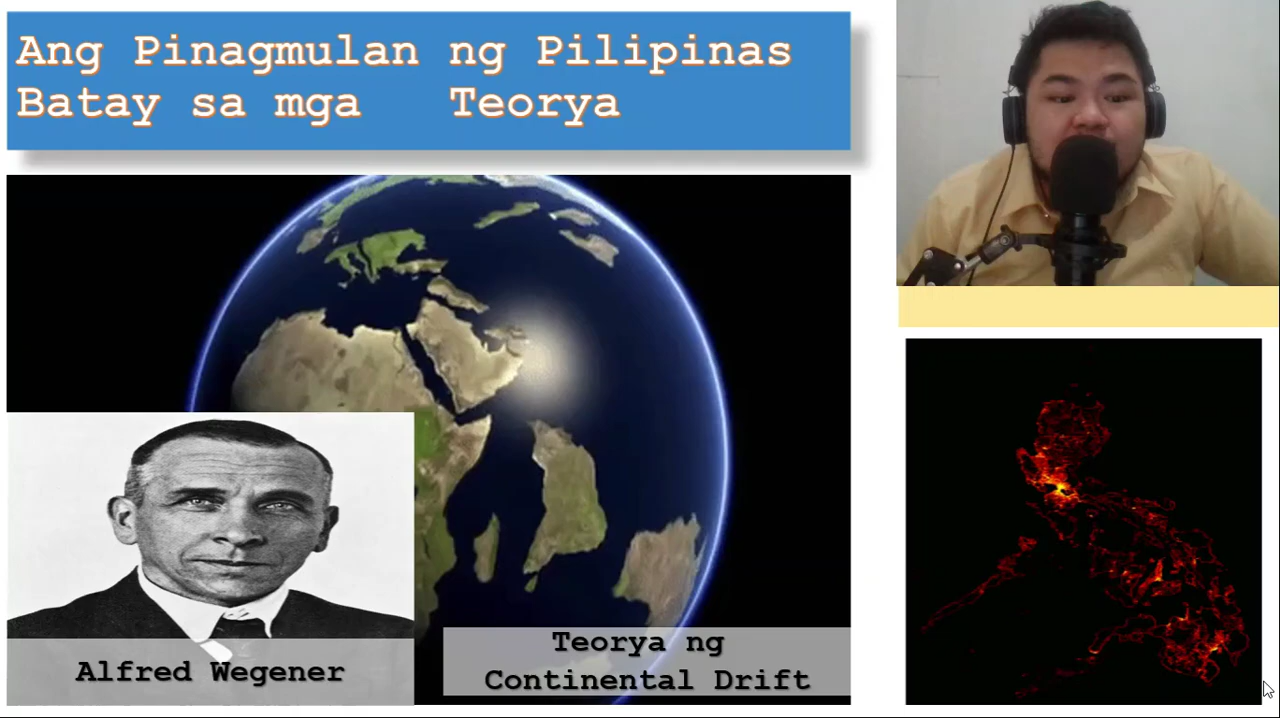 Ang Pinagmulan ng Pilipinas
Batay sa mga Teorya
Alfred Wegener
Teorya ng
Continental Drift